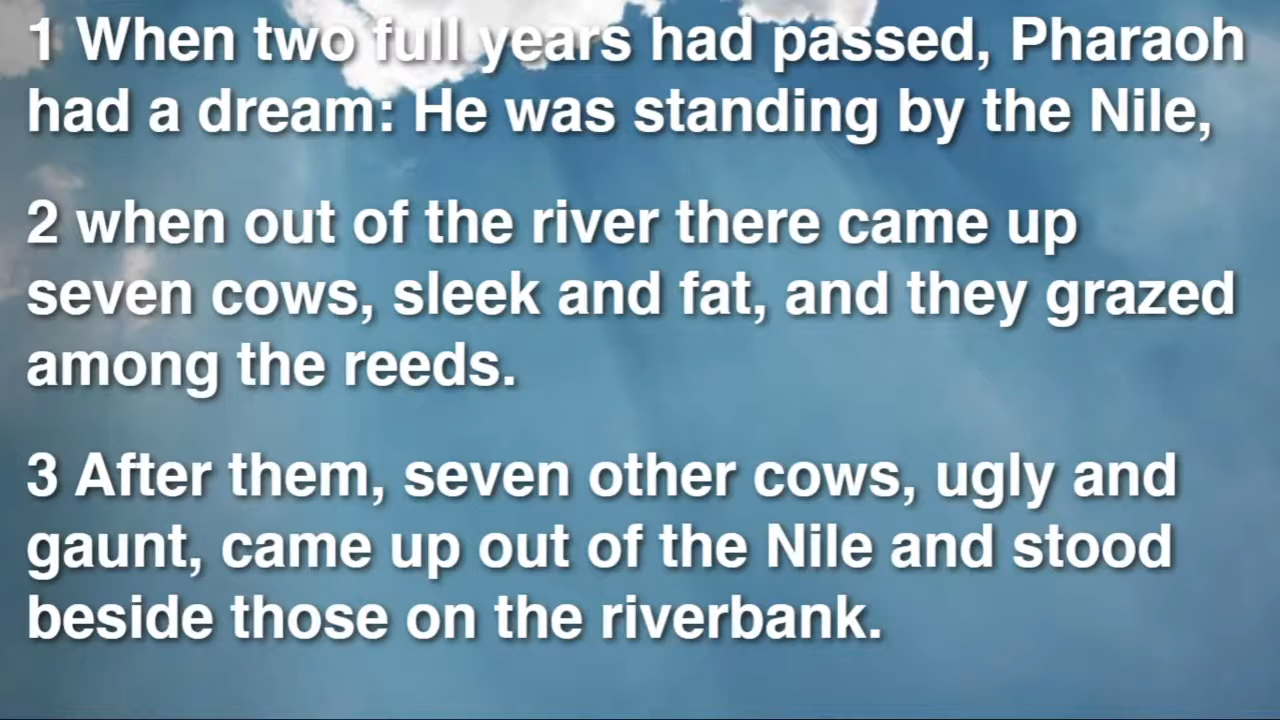 1 When two full years had passed, Pharaoh
had a dream: He was standing by the Nile,
2 when out of the river there came up
seven cows, sleek and fat, and they grazed
among the reeds.
3 After them, seven other cows, ugly and
gaunt, came up out of the Nile and stood
beside those on the riverbank.